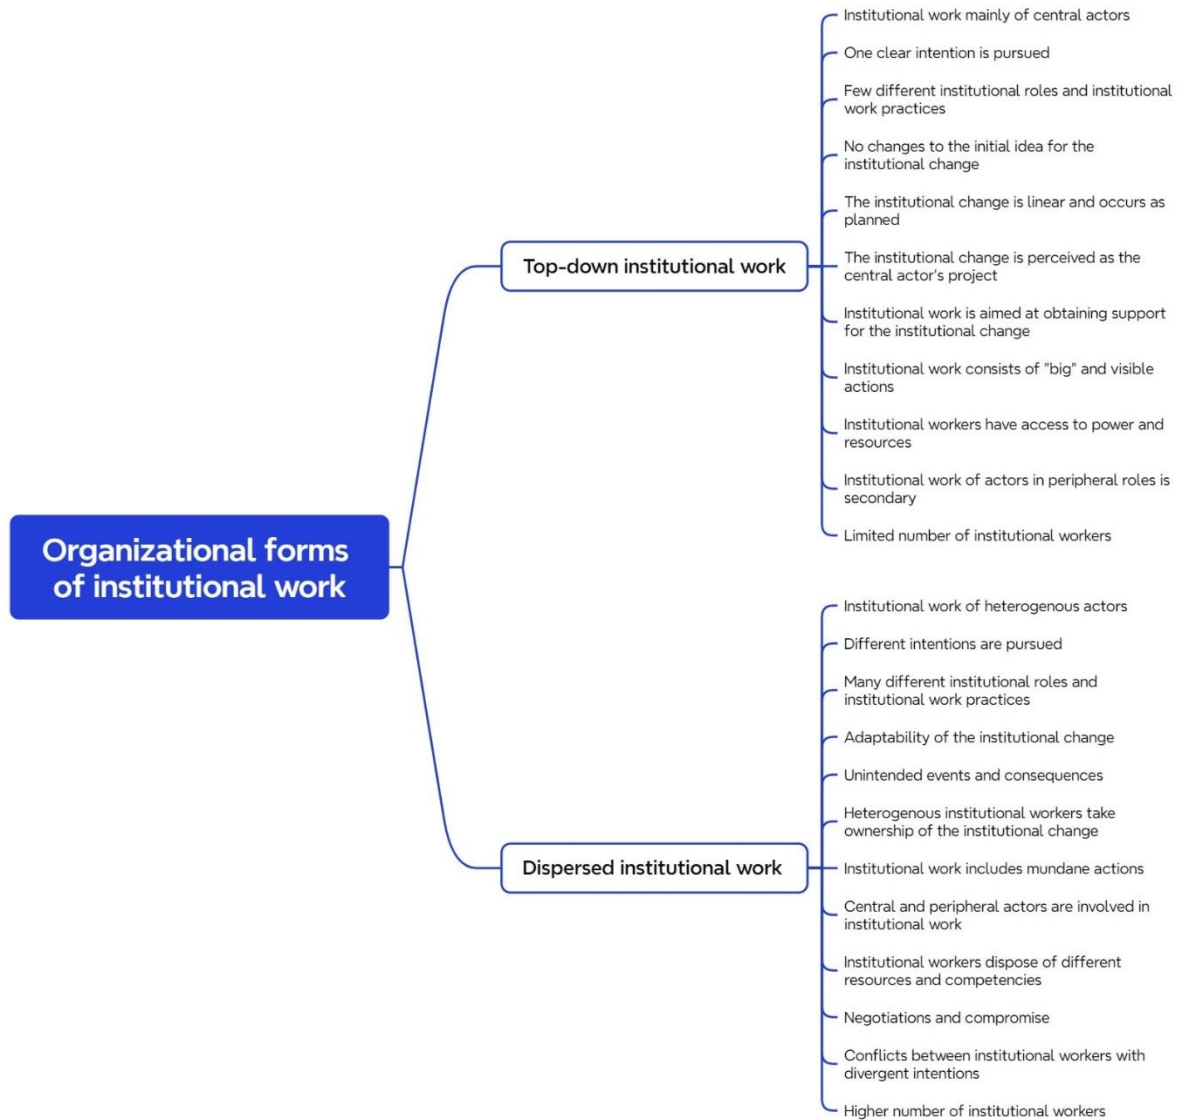 Organizational forms
of institutional work
Top-down institutional work
Institutional work mainly of central actors
One clear intention is pursued
Few different institutional roles and institutional
work practices
No changes to the initial idea for the
institutional change
The institutional change is linear and occurs as
planned
The institutional change is perceived as the
central actor's project
Institutional work is aimed at obtaining support
for the institutional change
Institutional work consists of "big" and visible
actions
Institutional workers have access to power and
resources
Institutional work of actors in peripheral roles is
secondary
Limited number of institutional workers
Dispersed institutional work
Institutional work of heterogenous actors
Different intentions are pursued
Many different institutional roles and
institutional work practices
Adaptability of the institutional change
Unintended events and consequences
Heterogenous institutional workers take
ownership of the institutional change
Institutional work includes mundane actions
Central and peripheral actors are involved in
institutional work
Institutional workers dispose of different
resources and competencies
Negotiations and compromise
Conflicts between institutional workers with
divergent intentions
Higher number of institutional workers